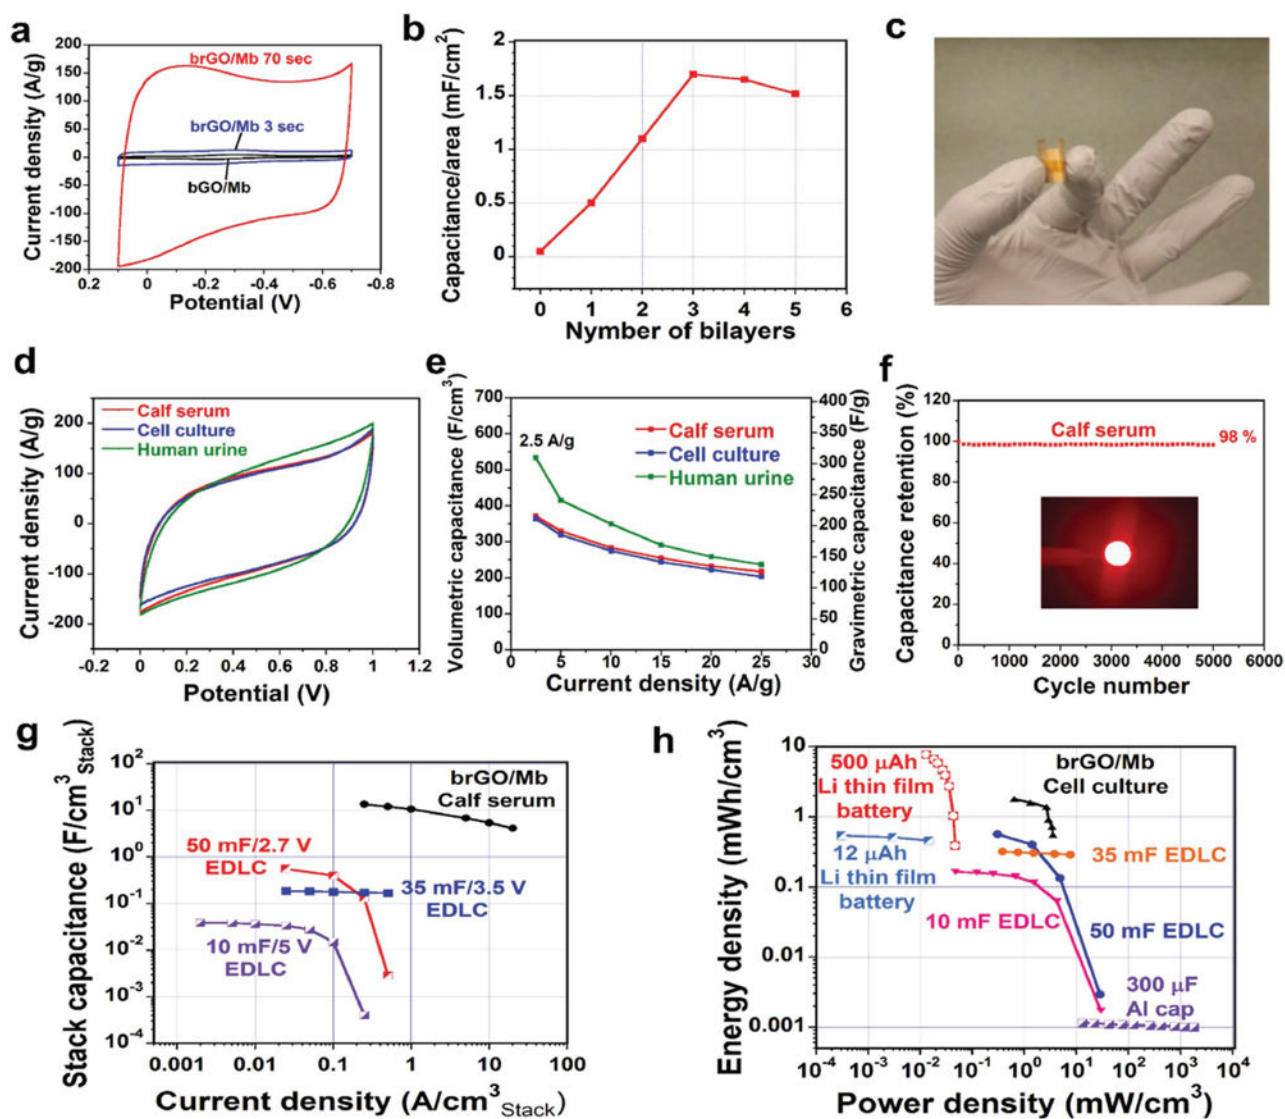 a
200
150
100
50
0
-50
-100
-150
-200
Current density (A/g)
brGO/Mb 70 sec
brGO/Mb 3 sec
bGO/Mb
0.2 0 -0.2 -0.4 -0.6 -0.8
Potential (V)
b
2
1.5
1
0.5
0
Capacitance/area (mF/cm²)
0 1 2 3 4 5 6
Nymber of bilayers
c
d
200
100
0
-100
-200
Current density (A/g)
Calf serum
Cell culture
Human urine
-0.2 0 0.2 0.4 0.6 0.8 1 1.2
Potential (V)
e
700
600
500
400
300
200
100
0
Volumetric capacitance (F/cm³)
2.5 A/g
Calf serum
Cell culture
Human urine
400
350
300
250
200
150
100
50
0
Gravimetric capacitance (F/g)
0 5 10 15 20 25 30
Current density (A/g)
f
120
100
80
60
40
20
0
Capacitance retention (%)
Calf serum
98 %
0 1000 2000 3000 4000 5000 6000
Cycle number
g
10²
10¹
10⁰
10⁻¹
10⁻²
10⁻³
10⁻⁴
Stack capacitance (F/cm³Stack)
brGO/Mb
Calf serum
50 mF/2.7 V
EDLC
35 mF/3.5 V
EDLC
10 mF/5 V
EDLC
0.001 0.01 0.1 1 10 100
Current density (A/cm³Stack)
h
10
1
0.1
0.01
0.001
Energy density (mWh/cm³)
500 µAh
Li thin film
battery
brGO/Mb
Cell culture
12 µAh
Li thin film
battery
35 mF EDLC
10 mF EDLC
50 mF EDLC
300 µF
Al cap
10⁻⁴ 10⁻³ 10⁻² 10⁻¹ 10⁰ 10¹ 10² 10³ 10⁴
Power density (mW/cm³)